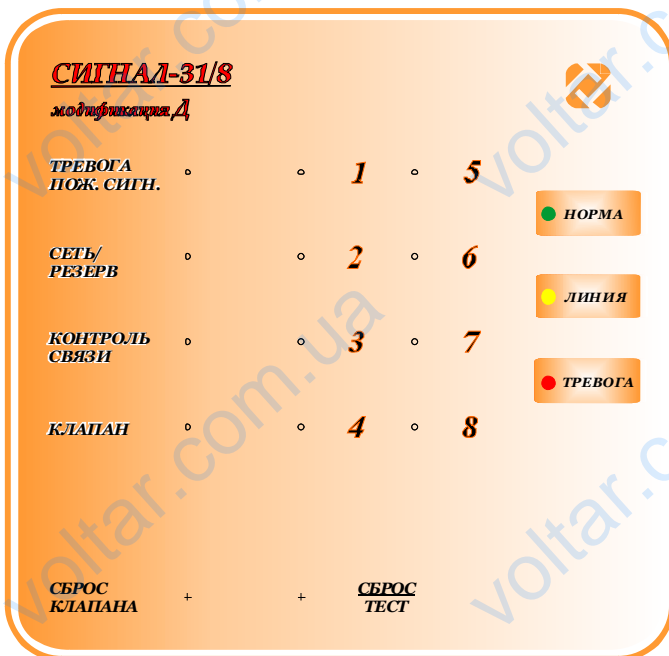 СИГНАЛ-31/8
модификация Д
ТРЕВОГА
ПОЖ. СИГН.
1 5
СЕТЬ/
РЕЗЕРВ
2 6
КОНТРОЛЬ
СВЯЗИ
3 7
КЛАПАН
4 8
НОРМА
ЛИНИЯ
ТРЕВОГА
СБРОС
КЛАПАНА
+ +
СБРОС
ТЕСТ
voltar.com.ua